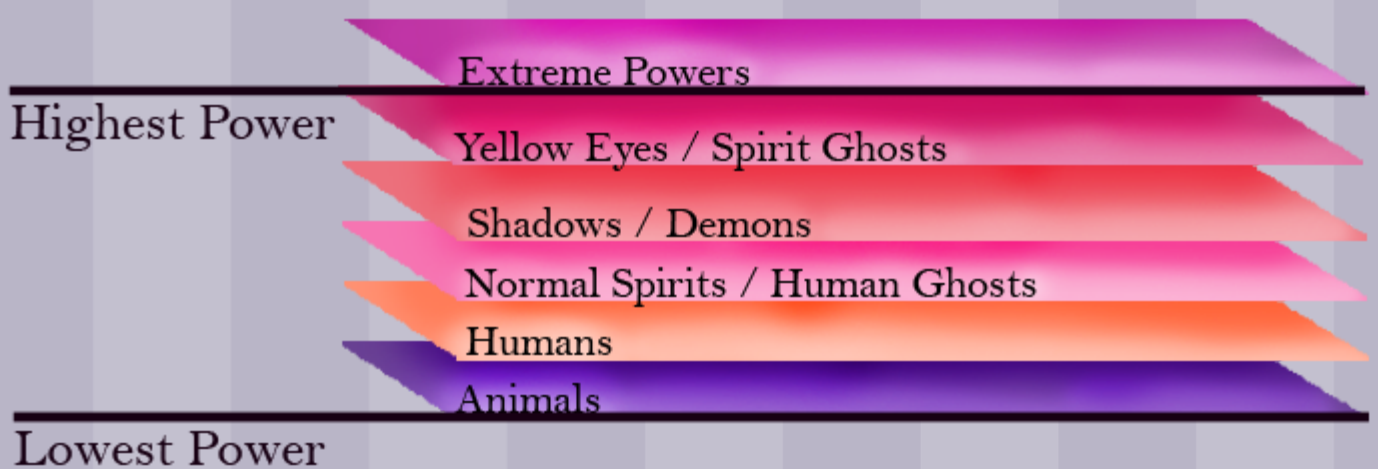 Extreme Powers
Highest Power
Yellow Eyes / Spirit Ghosts
Shadows / Demons
Normal Spirits / Human Ghosts
Humans
Animals
Lowest Power